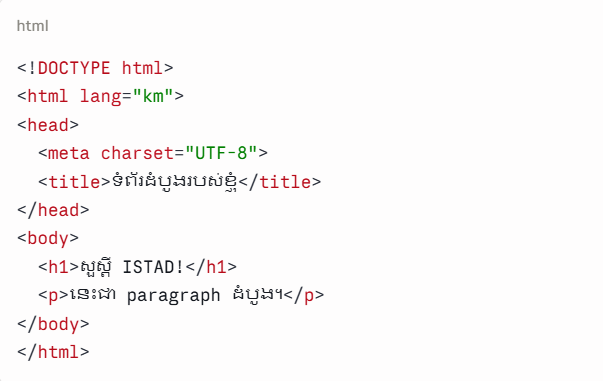 html
<!DOCTYPE html>
<html lang="km">
<head>
<meta charset="UTF-8">
<title>ទំព័រដំបូងរបស់ខ្ញុំ</title>
</head>
<body>
<h1>សួស្តី ISTAD!</h1>
<p>នេះជា paragraph ដំបូង។</p>
</body>
</html>